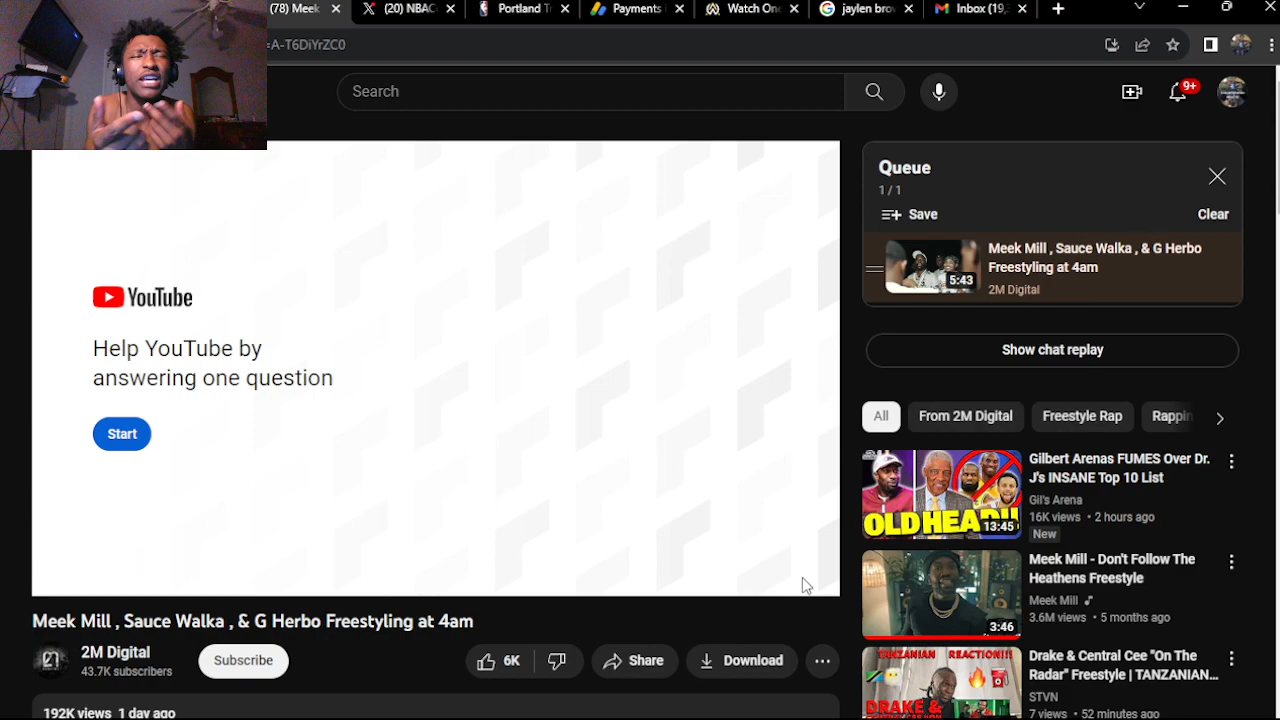 (78) Meek
(20) NBAC
Portland T
Payments
Watch On
jaylen bro
Inbox (19,3
=A-T6DiYrZC0
Search
9+
YouTube
Help YouTube by
answering one question
Start
Queue
1 / 1
Save
Clear
5:43
Meek Mill , Sauce Walka , & G Herbo
Freestyling at 4am
2M Digital
Show chat replay
All
From 2M Digital
Freestyle Rap
Rappin
OLD HEAD!!
13:45
Gilbert Arenas FUMES Over Dr.
J's INSANE Top 10 List
Gil's Arena
16K views • 2 hours ago
New
3:46
Meek Mill - Don't Follow The
Heathens Freestyle
Meek Mill
3.6M views • 5 months ago
TANZANIAN REACTION!!!
DRAKE &
Drake & Central Cee "On The
Radar" Freestyle | TANZANIAN...
STVN
7 views • 52 minutes ago
Meek Mill , Sauce Walka , & G Herbo Freestyling at 4am
2M Digital
43.7K subscribers
Subscribe
6K
Share
Download
192K views 1 day ago